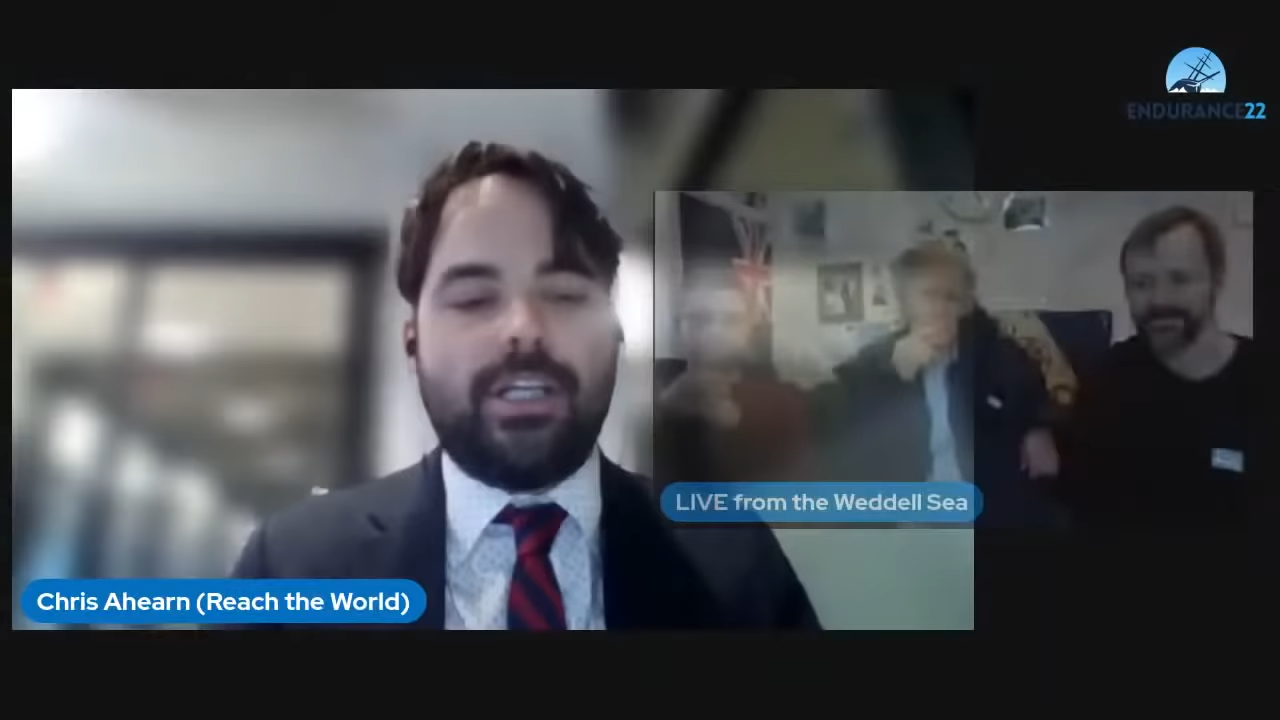 ENDURANCE22
LIVE from the Weddell Sea
Chris Ahearn (Reach the World)